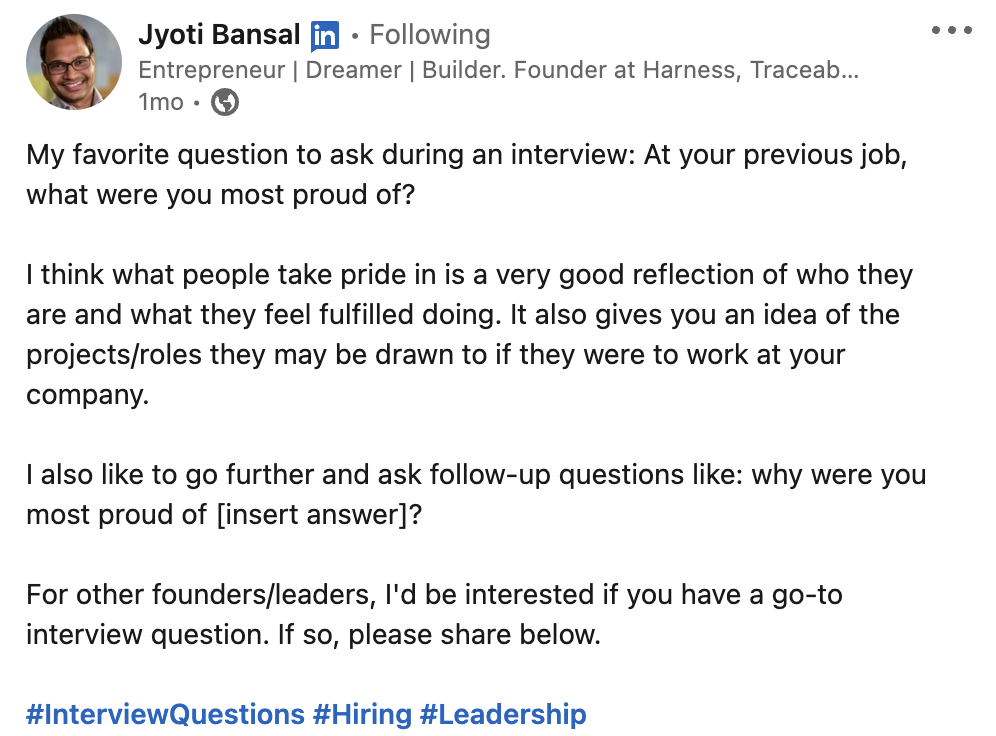 Jyoti Bansal in • Following
Entrepreneur | Dreamer | Builder. Founder at Harness, Traceab...
1mo •
My favorite question to ask during an interview: At your previous job,
what were you most proud of?
I think what people take pride in is a very good reflection of who they
are and what they feel fulfilled doing. It also gives you an idea of the
projects/roles they may be drawn to if they were to work at your
company.
I also like to go further and ask follow-up questions like: why were you
most proud of [insert answer]?
For other founders/leaders, I'd be interested if you have a go-to
interview question. If so, please share below.
#InterviewQuestions #Hiring #Leadership